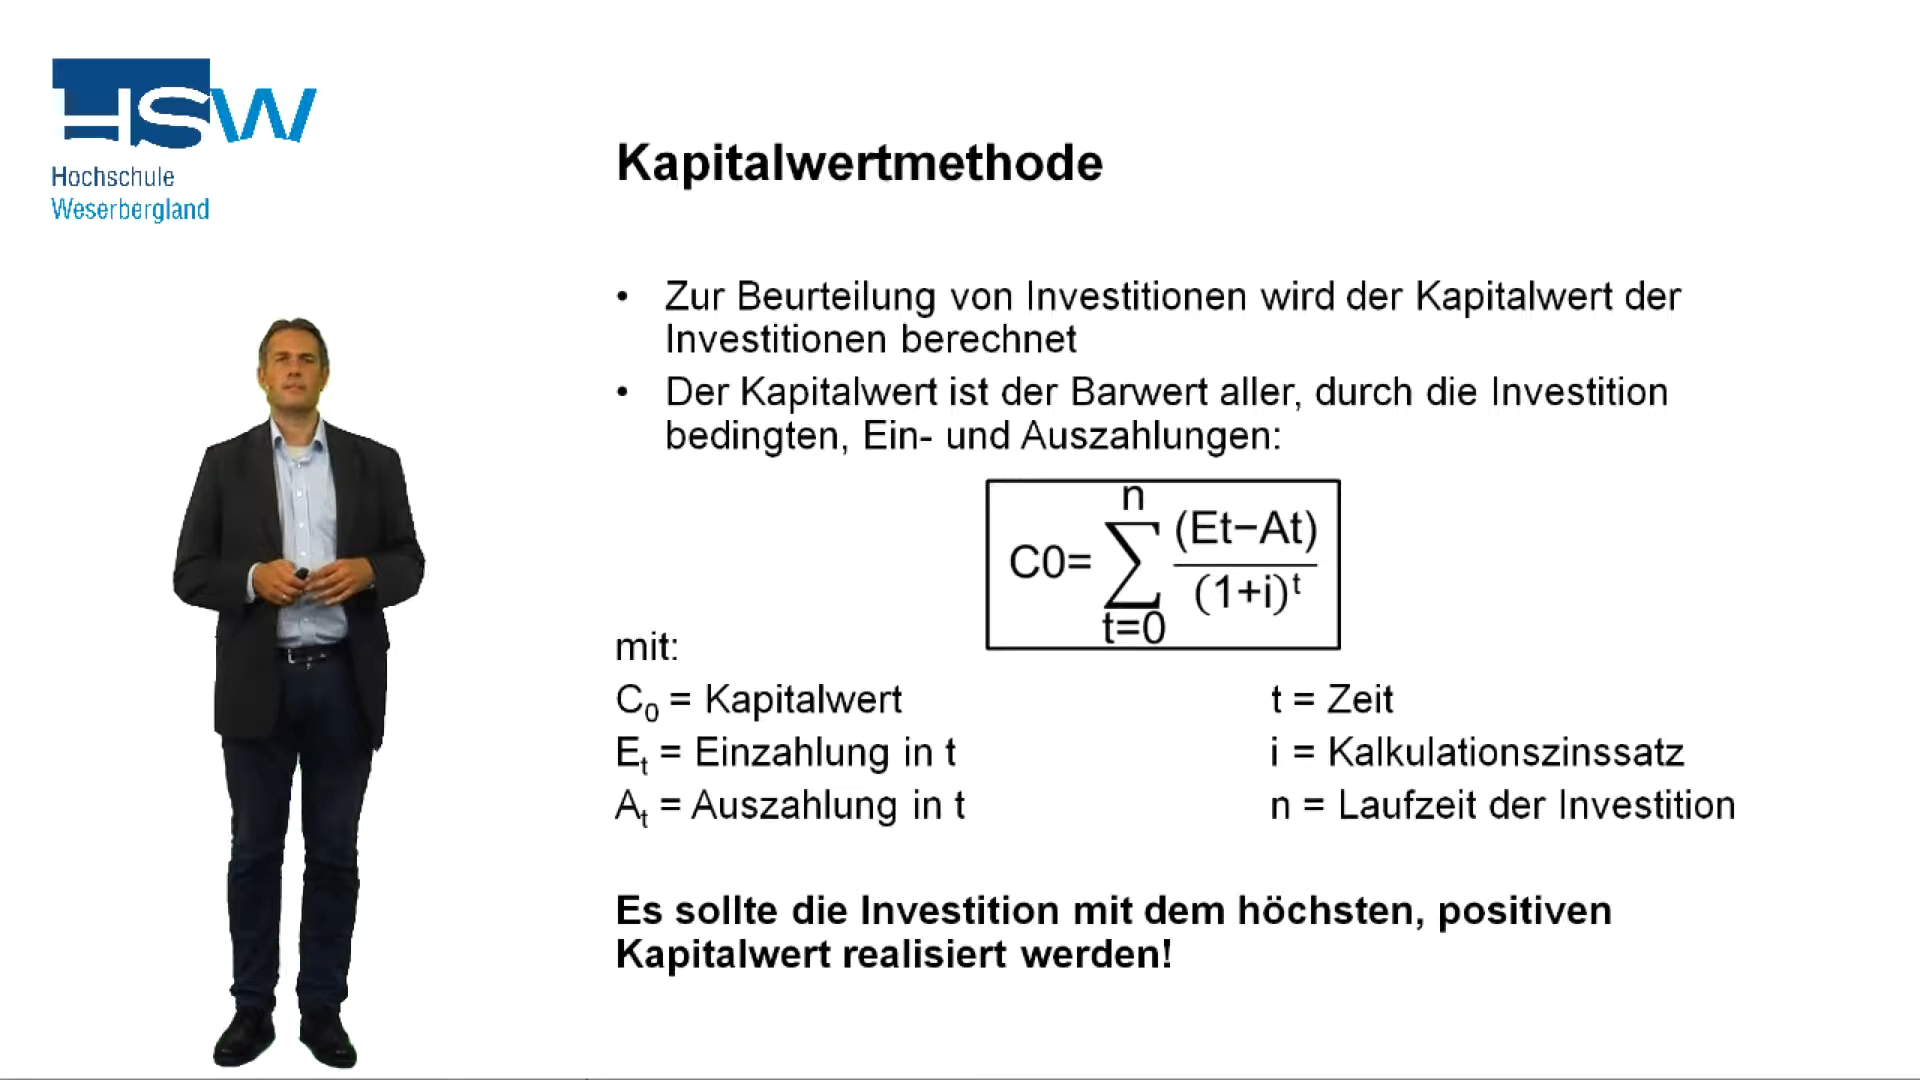 HSW
Hochschule
Weserbergland
Kapitalwertmethode
• Zur Beurteilung von Investitionen wird der Kapitalwert der
Investitionen berechnet
• Der Kapitalwert ist der Barwert aller, durch die Investition
bedingten, Ein- und Auszahlungen:
C0= ∑ n t=0 (Et−At) / (1+i)^t
mit:
C₀ = Kapitalwert t = Zeit
Eₜ = Einzahlung in t i = Kalkulationszinssatz
Aₜ = Auszahlung in t n = Laufzeit der Investition
Es sollte die Investition mit dem höchsten, positiven
Kapitalwert realisiert werden!